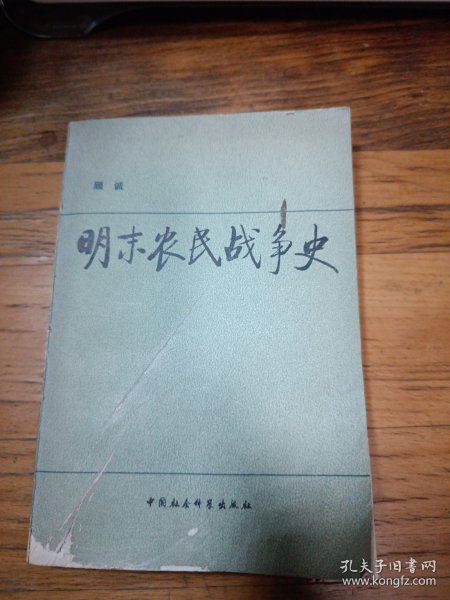 顾 诚
明末农民战争史
中国社会科学出版社
孔夫子旧书网
www.kongfz.com